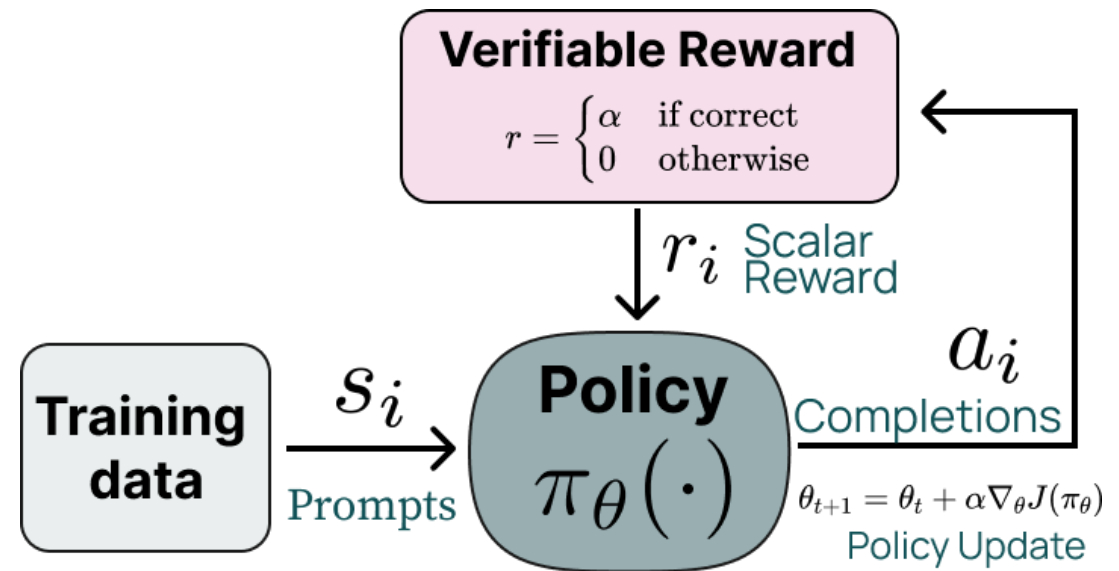 Verifiable Reward
r = { α if correct
0 otherwise
r_i Scalar
Reward
Training
data
s_i
Prompts
Policy
π_θ(·)
a_i
Completions
θ_{t+1} = θ_t + α∇_θJ(π_θ)
Policy Update